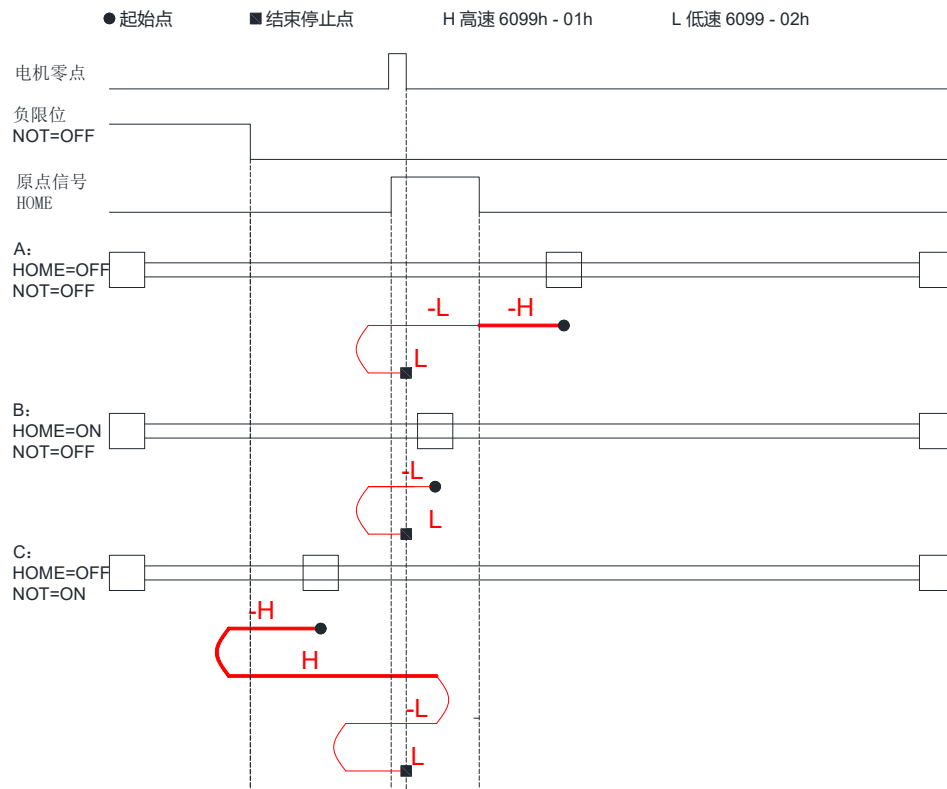 ● 起始点 ■ 结束停止点 H 高速 6099h - 01h L 低速 6099 - 02h
电机零点
负限位
NOT=OFF
原点信号
HOME
A:
HOME=OFF
NOT=OFF
-L -H
L
B:
HOME=ON
NOT=OFF
-L
L
C:
HOME=OFF
NOT=ON
-H
H
-L
L